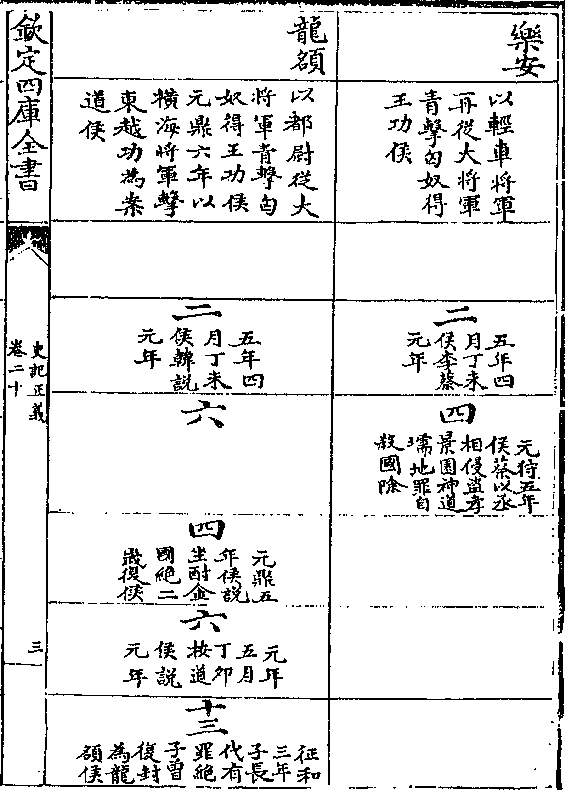 樂安
以輕車將軍
再從大將軍
青擊匈奴得
王功侯
二
五年四
月丁未
侯李蔡
元年
四
元狩五年
侯蔡以丞
相侵盜孝
景園神道
壖地罪自
殺國除
龍頟
以都尉從大
將軍青擊匈
奴得王功侯
元鼎六年以
橫海將軍擊
東越功為案
道侯
二
五年四
月丁未
侯韓說
元年
六
四
元鼎五
年侯說
坐酎金
國絶二
歲復侯
六
元年
五月
丁卯
按道
侯說
元年
十三
征和
三年
子長
代有
罪絶
子曽
復封
為龍
頟侯
欽定四庫全書
史記正義
卷二十
三